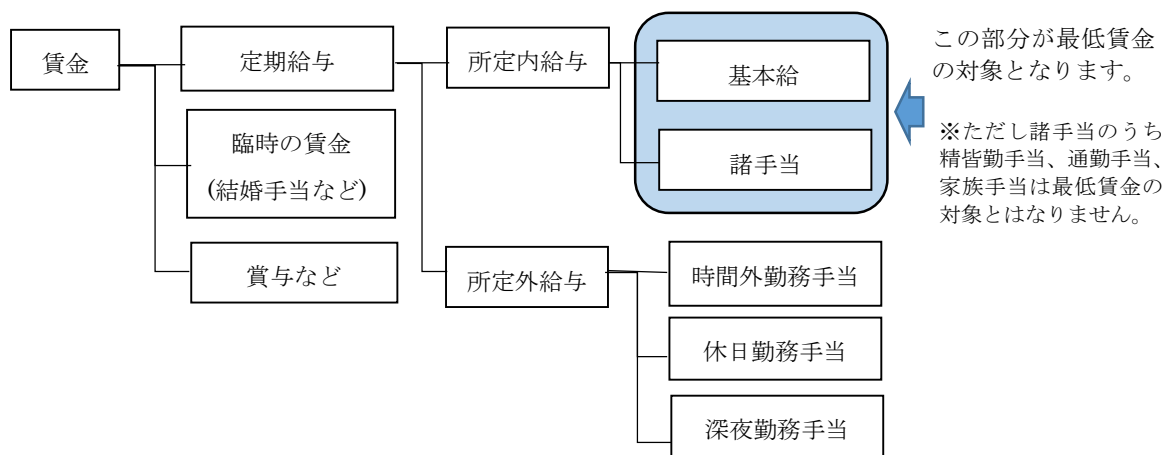 賃金
定期給与
臨時の賃金
(結婚手当など)
賞与など
所定内給与
所定外給与
基本給
諸手当
時間外勤務手当
休日勤務手当
深夜勤務手当
この部分が最低賃金
の対象となります。
※ただし諸手当のうち
精皆勤手当、通勤手当、
家族手当は最低賃金の
対象とはなりません。